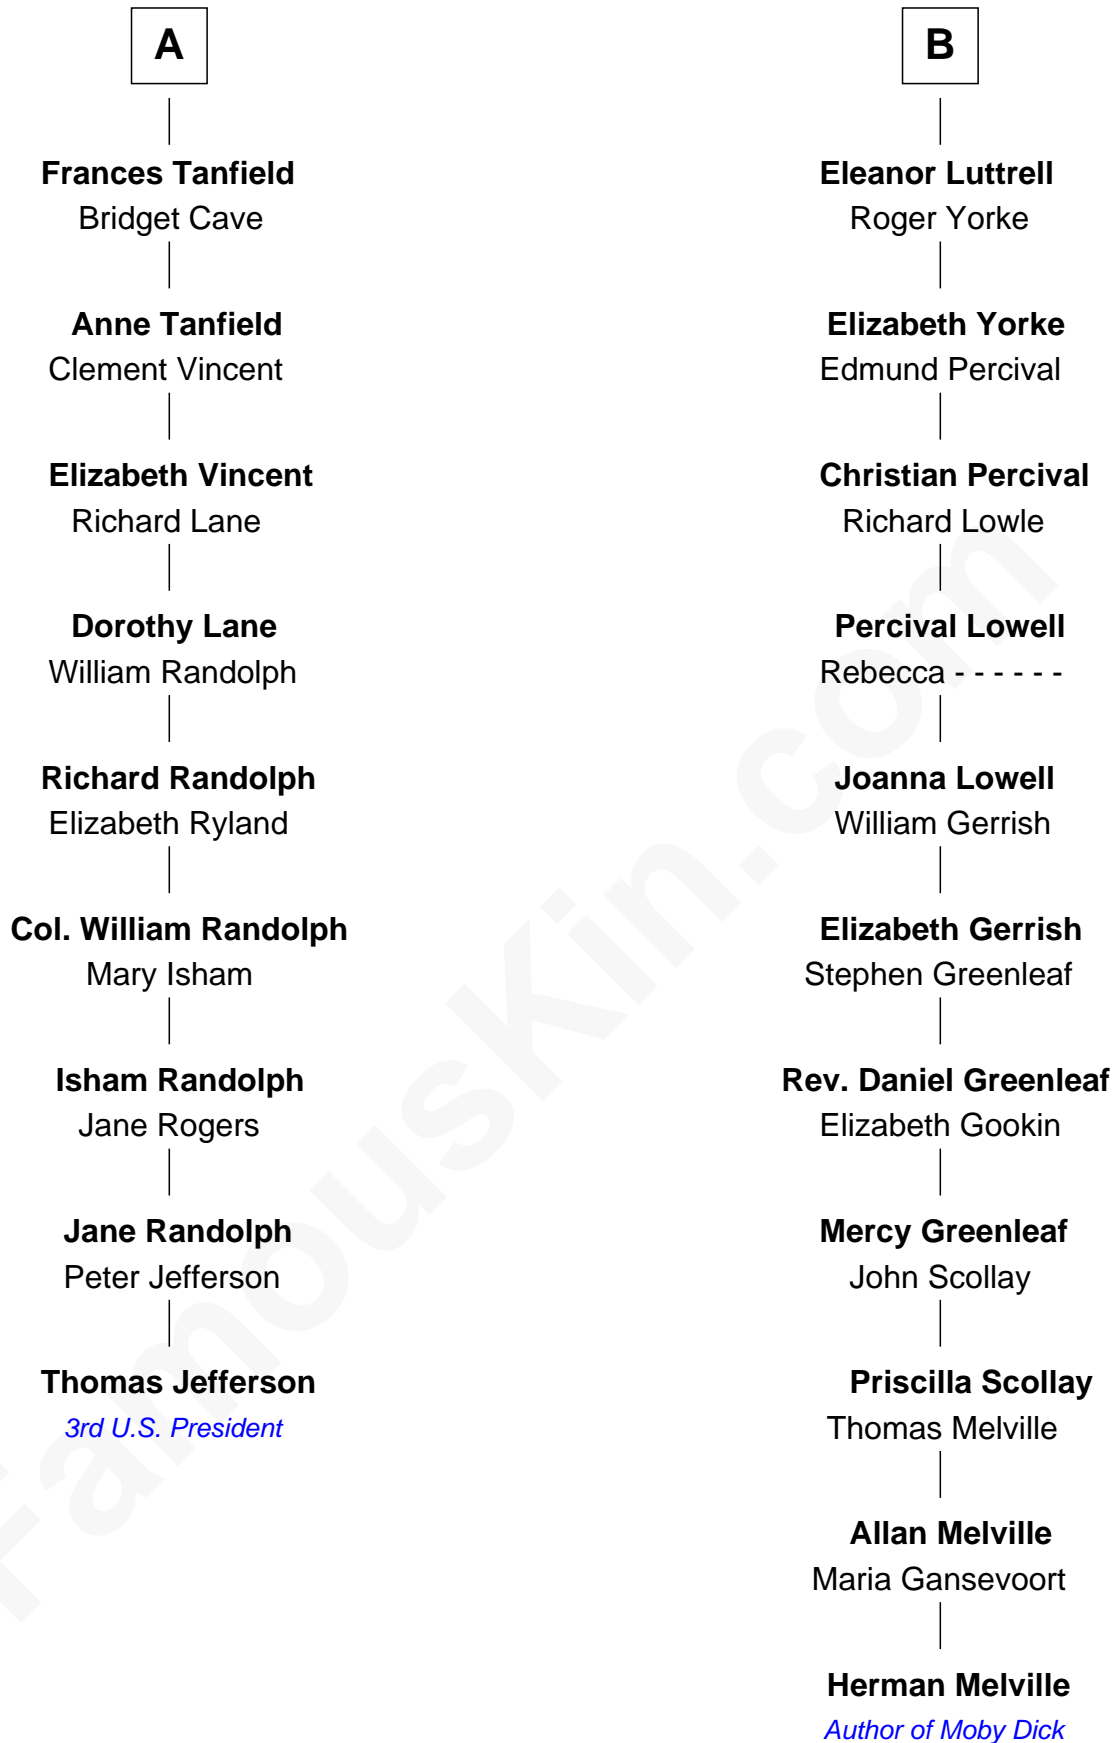 A
Frances Tanfield
Bridget Cave
Anne Tanfield
Clement Vincent
Elizabeth Vincent
Richard Lane
Dorothy Lane
William Randolph
Richard Randolph
Elizabeth Ryland
Col. William Randolph
Mary Isham
Isham Randolph
Jane Rogers
Jane Randolph
Peter Jefferson
Thomas Jefferson
3rd U.S. President
B
Eleanor Luttrell
Roger Yorke
Elizabeth Yorke
Edmund Percival
Christian Percival
Richard Lowle
Percival Lowell
Rebecca - - - - - -
Joanna Lowell
William Gerrish
Elizabeth Gerrish
Stephen Greenleaf
Rev. Daniel Greenleaf
Elizabeth Gookin
Mercy Greenleaf
John Scollay
Priscilla Scollay
Thomas Melville
Allan Melville
Maria Gansevoort
Herman Melville
Author of Moby Dick
FamousKin.com